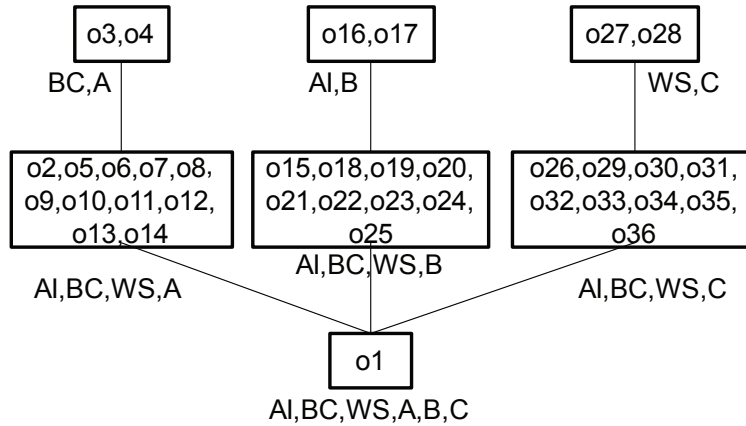 o3,o4
o16,o17
o27,o28
BC,A
AI,B
WS,C
o2,o5,o6,o7,o8,
o9,o10,o11,o12,
o13,o14
o15,o18,o19,o20,
o21,o22,o23,o24,
o25
o26,o29,o30,o31,
o32,o33,o34,o35,
o36
AI,BC,WS,A
AI,BC,WS,B
AI,BC,WS,C
o1
AI,BC,WS,A,B,C